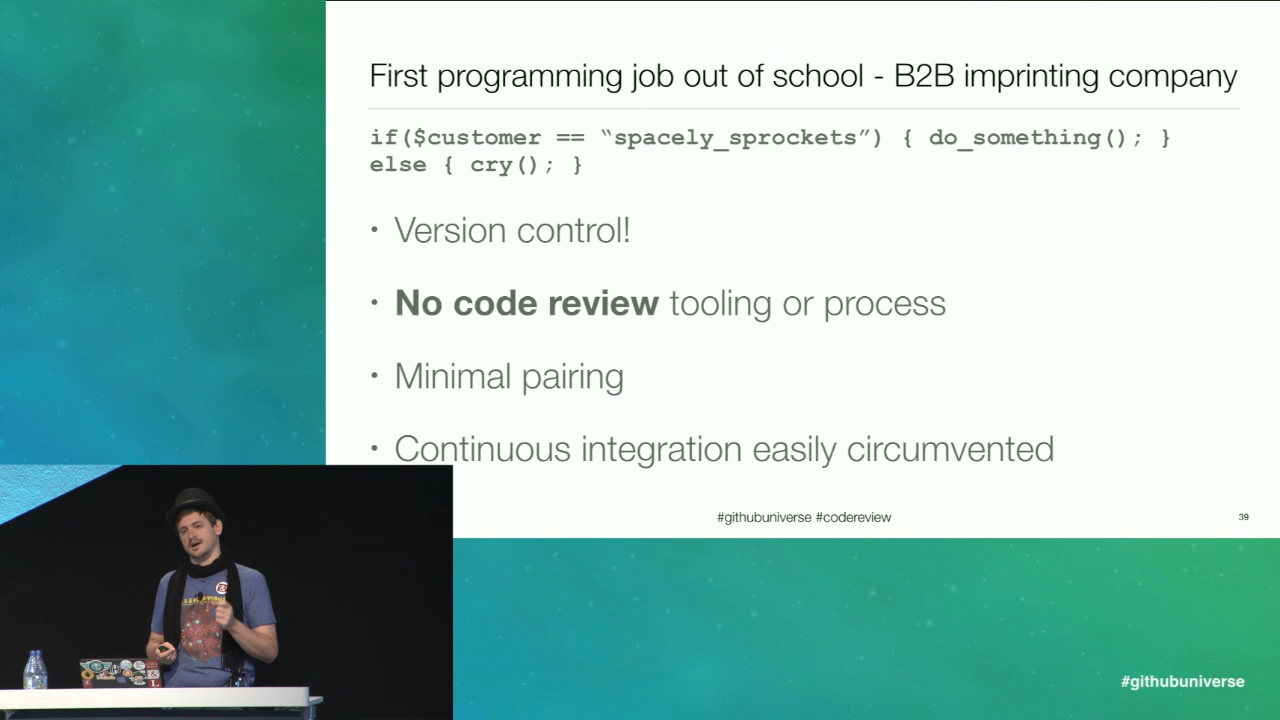 First programming job out of school - B2B imprinting company
if($customer == “spacely_sprockets”) { do_something(); }
else { cry(); }
• Version control!
• No code review tooling or process
• Minimal pairing
• Continuous integration easily circumvented
#githubuniverse #codereview
39
#githubuniverse